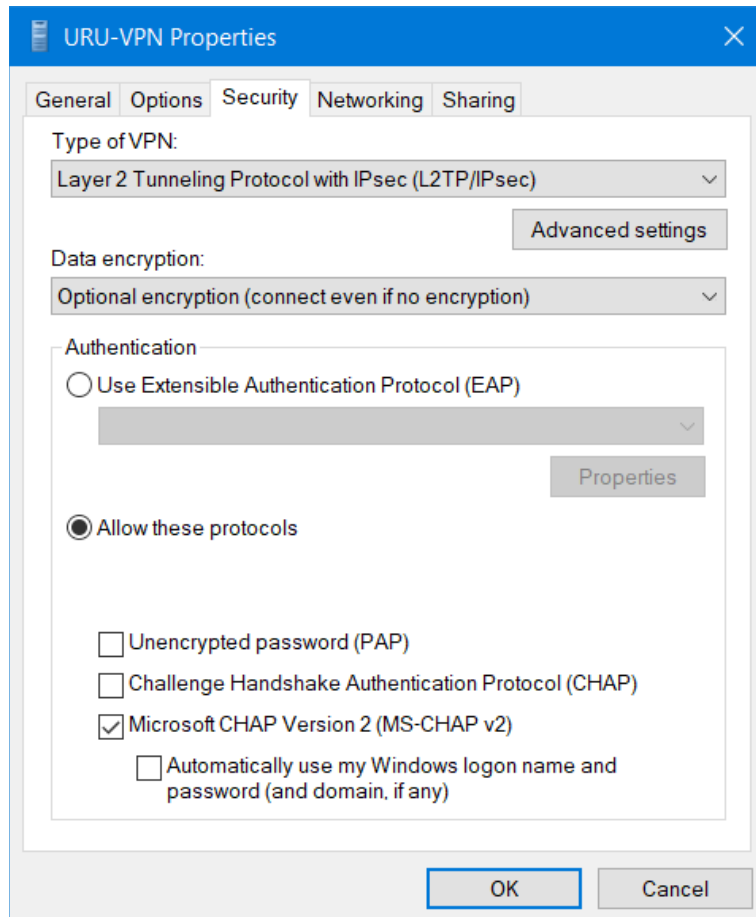 URU-VPN Properties
General Options Security Networking Sharing
Type of VPN:
Layer 2 Tunneling Protocol with IPsec (L2TP/IPsec)
Advanced settings
Data encryption:
Optional encryption (connect even if no encryption)
Authentication
Use Extensible Authentication Protocol (EAP)
Properties
Allow these protocols
Unencrypted password (PAP)
Challenge Handshake Authentication Protocol (CHAP)
Microsoft CHAP Version 2 (MS-CHAP v2)
Automatically use my Windows logon name and
password (and domain, if any)
OK Cancel